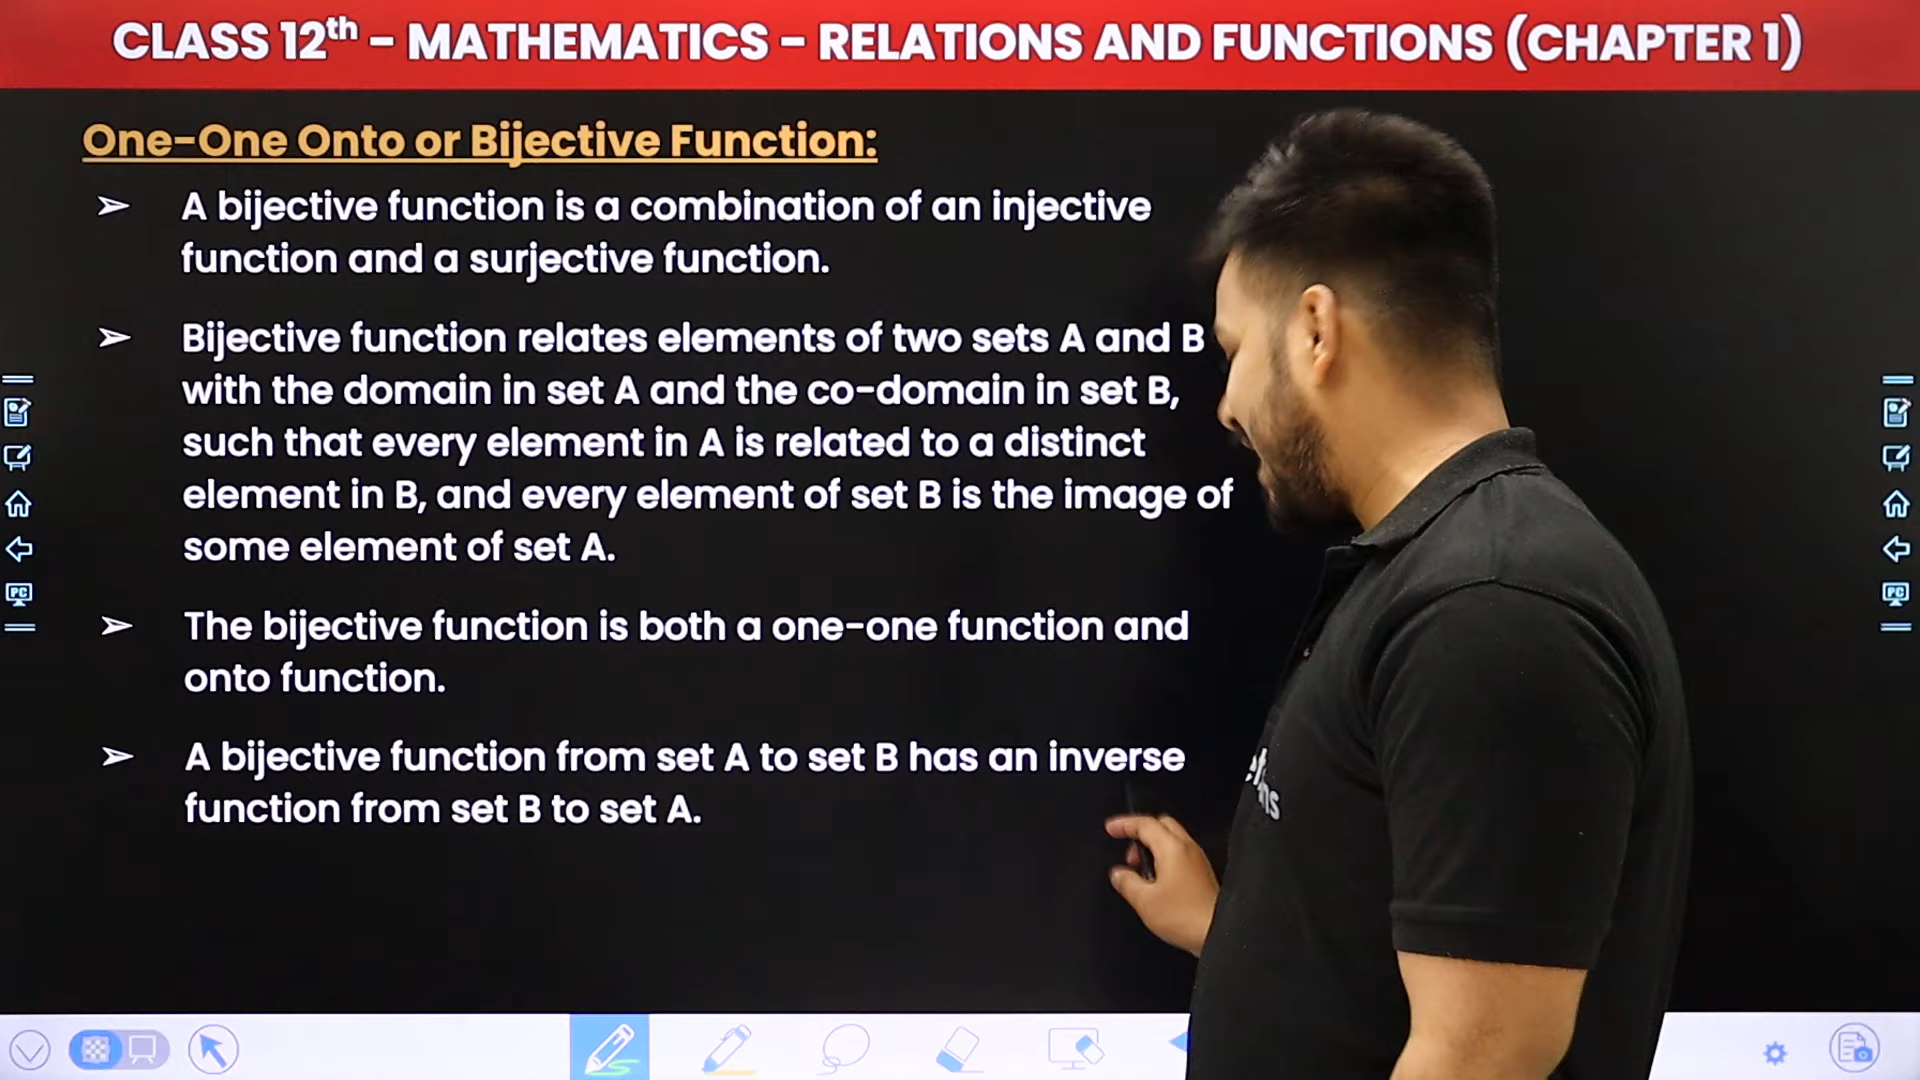 CLASS 12th - MATHEMATICS - RELATIONS AND FUNCTIONS (CHAPTER 1)
One-One Onto or Bijective Function:
➢ A bijective function is a combination of an injective
function and a surjective function.
➢ Bijective function relates elements of two sets A and B
with the domain in set A and the co-domain in set B,
such that every element in A is related to a distinct
element in B, and every element of set B is the image of
some element of set A.
➢ The bijective function is both a one-one function and
onto function.
➢ A bijective function from set A to set B has an inverse
function from set B to set A.
PC
PC